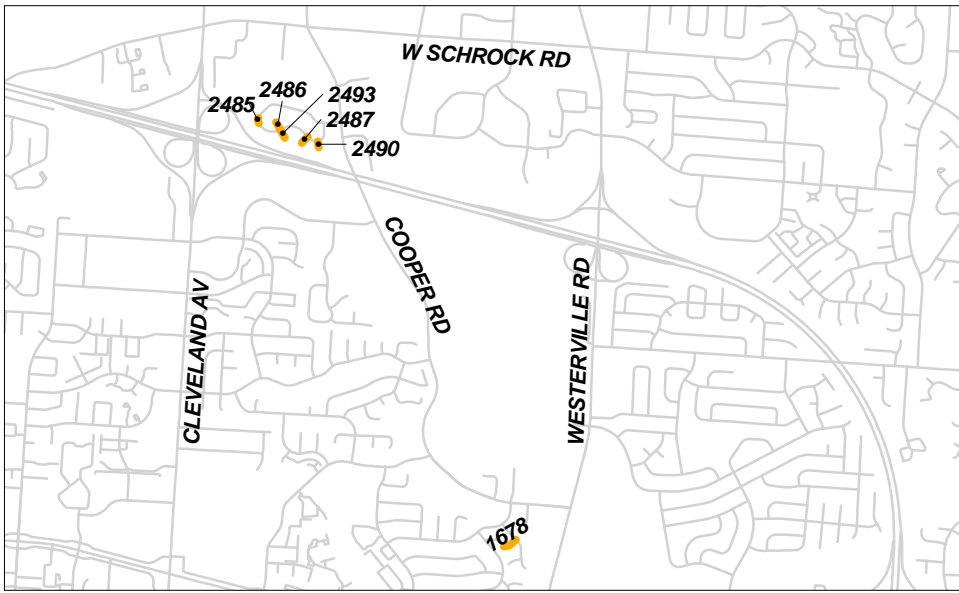 W SCHROCK RD
2486
2493
2485
2487
2490
COOPER RD
CLEVELAND AV
WESTERVILLE RD
1678